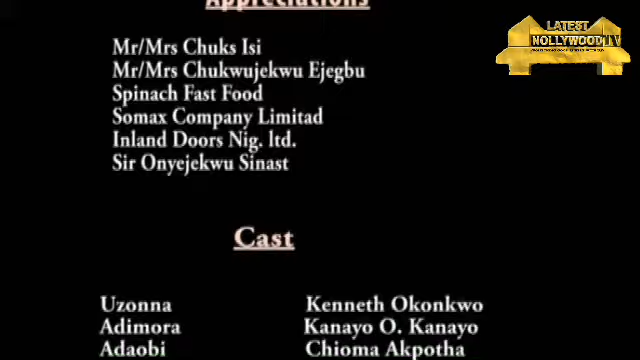 Appreciations
LATEST
NOLLYWOOD TV
Mr/Mrs Chuks Isi
Mr/Mrs Chukwujekwu Ejegbu
Spinach Fast Food
Somax Company Limitad
Inland Doors Nig. ltd.
Sir Onyejekwu Sinast
Cast
Uzonna Kenneth Okonkwo
Adimora Kanayo O. Kanayo
Adaobi Chioma Akpotha